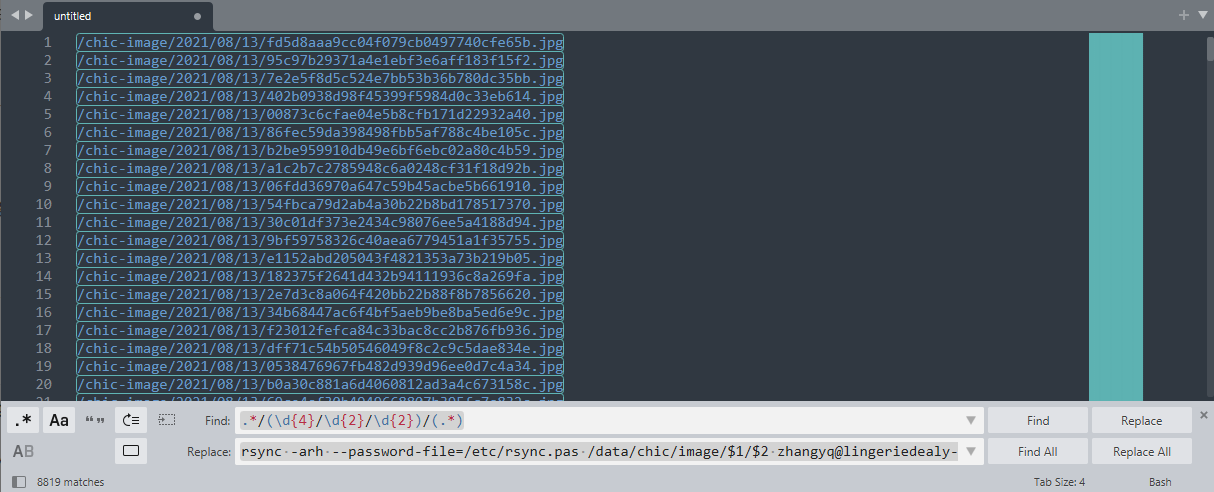 untitled
1 /chic-image/2021/08/13/fd5d8aaa9cc04f079cb0497740cfe65b.jpg
2 /chic-image/2021/08/13/95c97b29371a4e1ebf3e6aff183f15f2.jpg
3 /chic-image/2021/08/13/7e2e5f8d5c524e7bb53b36b780dc35bb.jpg
4 /chic-image/2021/08/13/402b0938d98f45399f5984d0c33eb614.jpg
5 /chic-image/2021/08/13/00873c6cfae04e5b8cfb171d22932a40.jpg
6 /chic-image/2021/08/13/86fec59da398498fbb5af788c4be105c.jpg
7 /chic-image/2021/08/13/b2be959910db49e6bf6ebc02a80c4b59.jpg
8 /chic-image/2021/08/13/a1c2b7c2785948c6a0248cf31f18d92b.jpg
9 /chic-image/2021/08/13/06fdd36970a647c59b45acbe5b661910.jpg
10 /chic-image/2021/08/13/54fbca79d2ab4a30b22b8bd178517370.jpg
11 /chic-image/2021/08/13/30c01df373e2434c98076ee5a4188d94.jpg
12 /chic-image/2021/08/13/9bf59758326c40aea6779451a1f35755.jpg
13 /chic-image/2021/08/13/e1152abd205043f4821353a73b219b05.jpg
14 /chic-image/2021/08/13/182375f2641d432b94111936c8a269fa.jpg
15 /chic-image/2021/08/13/2e7d3c8a064f420bb22b88f8b7856620.jpg
16 /chic-image/2021/08/13/34b68447ac6f4bf5aeb9be8ba5ed6e9c.jpg
17 /chic-image/2021/08/13/f23012fefca84c33bac8cc2b876fb936.jpg
18 /chic-image/2021/08/13/dff71c54b50546049f8c2c9c5dae834e.jpg
19 /chic-image/2021/08/13/0538476967fb482d939d96ee0d7c4a34.jpg
20 /chic-image/2021/08/13/b0a30c881a6d4060812ad3a4c673158c.jpg
.* Aa “” Find: .*/(\d{4}/\d{2}/\d{2})/(.*) Find Replace
AB Replace: rsync -arh --password-file=/etc/rsync.pas /data/chic/image/$1/$2 zhangyq@lingeriedealy- Find All Replace All
8819 matches Tab Size: 4 Bash